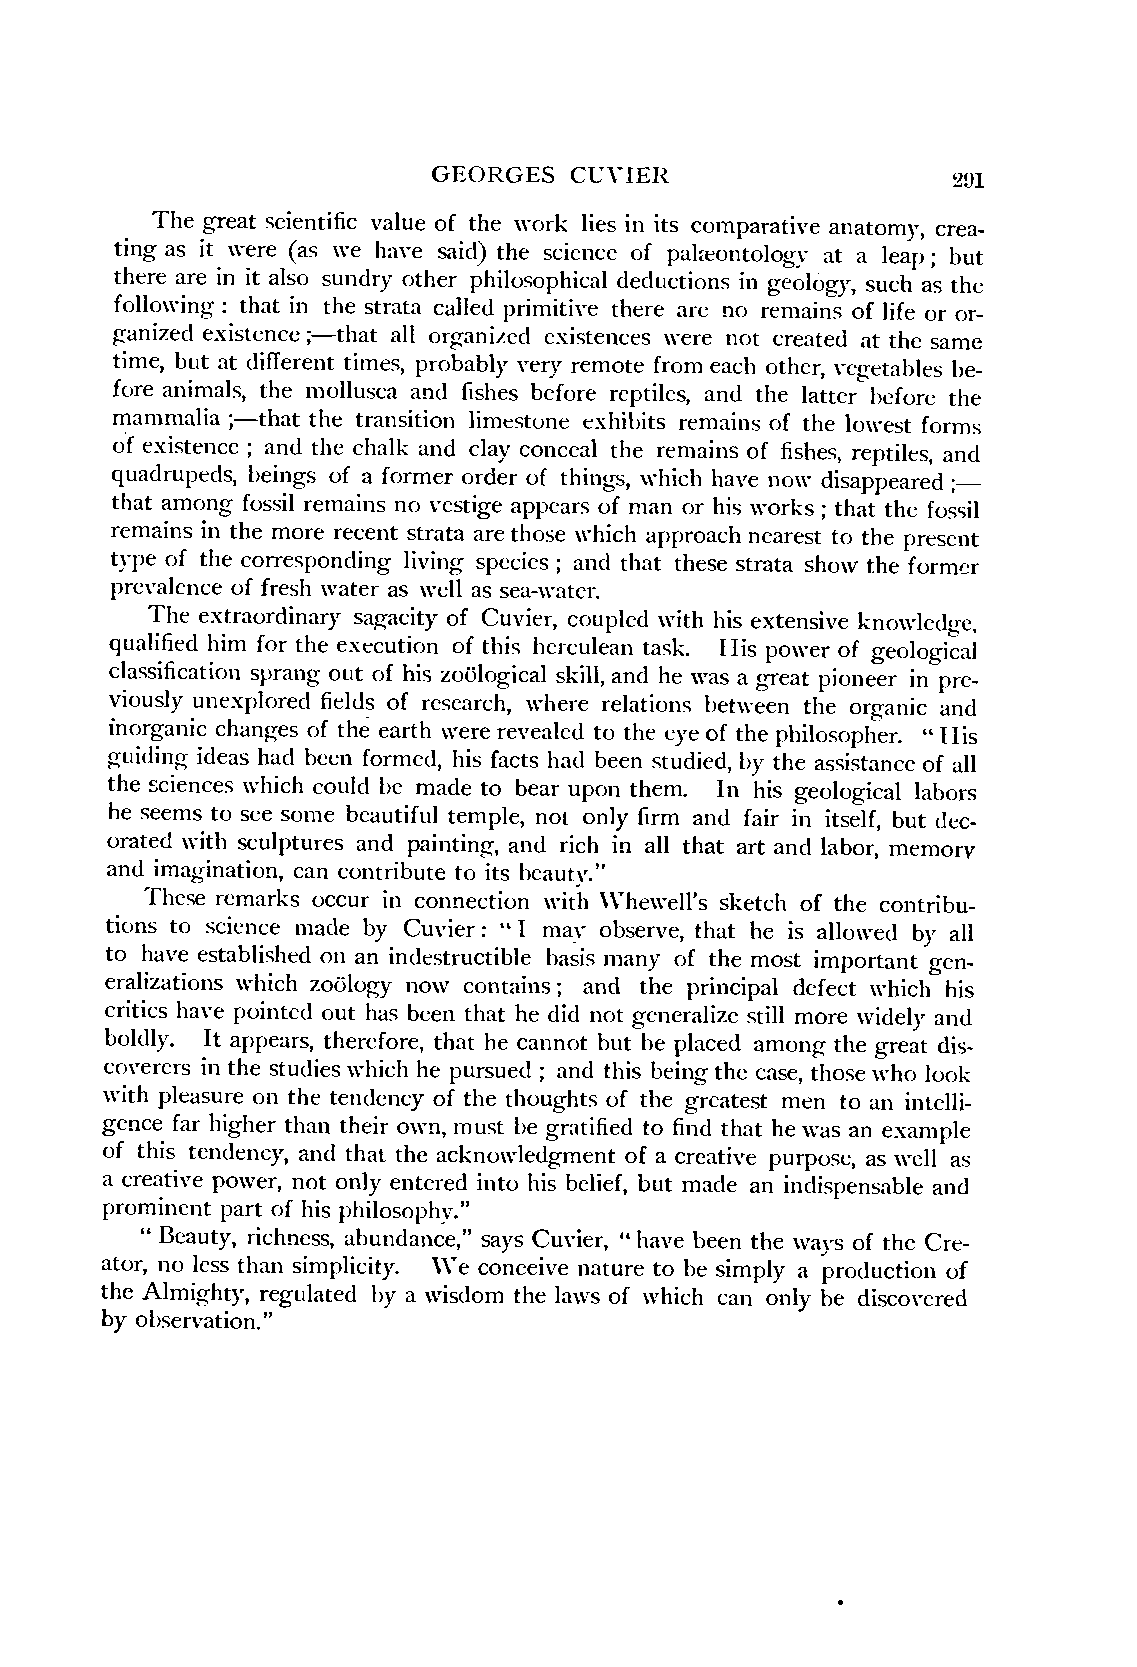 GEORGES CUVIER 291
The great scientific value of the work lies in its comparative anatomy, crea-
ting as it were (as we have said) the science of palæontology at a leap; but
there are in it also sundry other philosophical deductions in geology, such as the
following: that in the strata called primitive there are no remains of life or or-
ganized existence;—that all organized existences were not created at the same
time, but at different times, probably very remote from each other, vegetables be-
fore animals, the mollusca and fishes before reptiles, and the latter before the
mammalia;—that the transition limestone exhibits remains of the lowest forms
of existence; and the chalk and clay conceal the remains of fishes, reptiles, and
quadrupeds, beings of a former order of things, which have now disappeared;—
that among fossil remains no vestige appears of man or his works; that the fossil
remains in the more recent strata are those which approach nearest to the present
type of the corresponding living species; and that these strata show the former
prevalence of fresh water as well as sea-water.
The extraordinary sagacity of Cuvier, coupled with his extensive knowledge,
qualified him for the execution of this herculean task. His power of geological
classification sprang out of his zoölogical skill, and he was a great pioneer in pre-
viously unexplored fields of research, where relations between the organic and
inorganic changes of the earth were revealed to the eye of the philosopher. "His
guiding ideas had been formed, his facts had been studied, by the assistance of all
the sciences which could be made to bear upon them. In his geological labors
he seems to see some beautiful temple, not only firm and fair in itself, but dec-
orated with sculptures and painting, and rich in all that art and labor, memory
and imagination, can contribute to its beauty."
These remarks occur in connection with Whewell's sketch of the contribu-
tions to science made by Cuvier: "I may observe, that he is allowed by all
to have established on an indestructible basis many of the most important gen-
eralizations which zoölogy now contains; and the principal defect which his
critics have pointed out has been that he did not generalize still more widely and
boldly. It appears, therefore, that he cannot but be placed among the great dis-
coverers in the studies which he pursued; and this being the case, those who look
with pleasure on the tendency of the thoughts of the greatest men to an intelli-
gence far higher than their own, must be gratified to find that he was an example
of this tendency, and that the acknowledgment of a creative purpose, as well as
a creative power, not only entered into his belief, but made an indispensable and
prominent part of his philosophy."
"Beauty, richness, abundance," says Cuvier, "have been the ways of the Cre-
ator, no less than simplicity. We conceive nature to be simply a production of
the Almighty, regulated by a wisdom the laws of which can only be discovered
by observation."